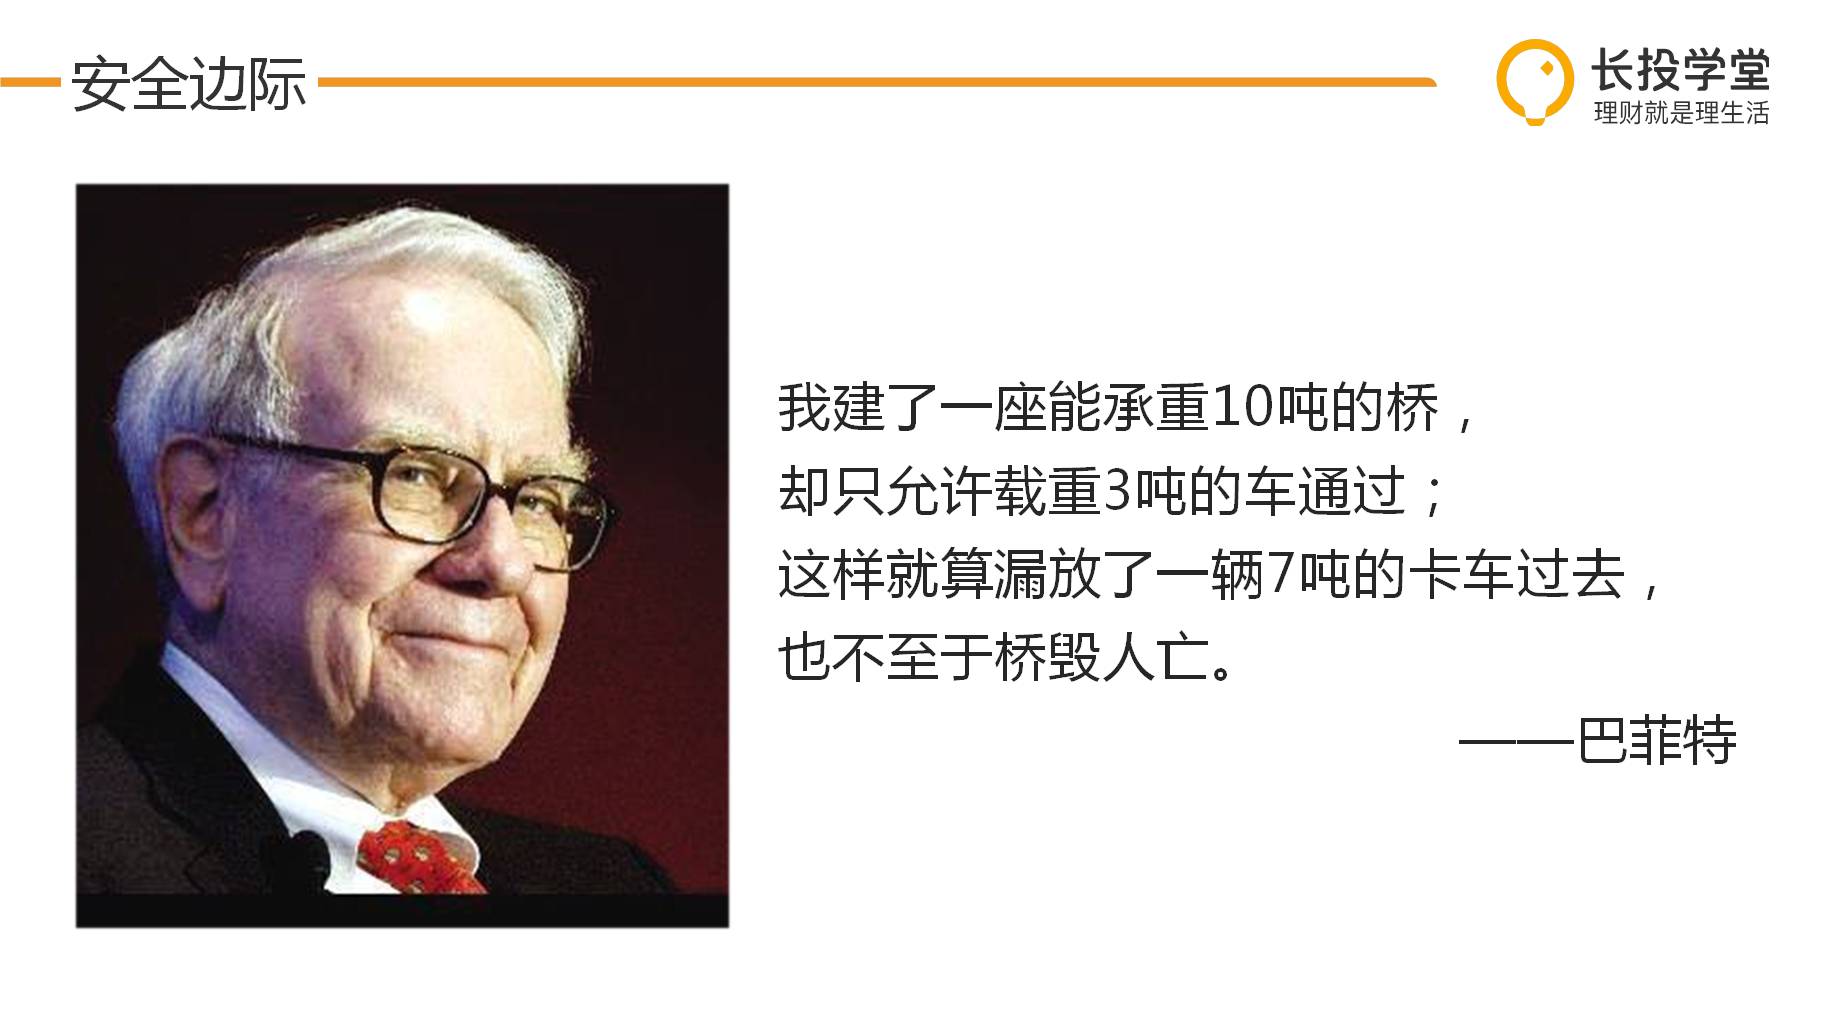 安全边际
长投学堂
理财就是理生活
我建了一座能承重10吨的桥，
却只允许载重3吨的车通过；
这样就算漏放了一辆7吨的卡车过去，
也不至于桥毁人亡。
——巴菲特